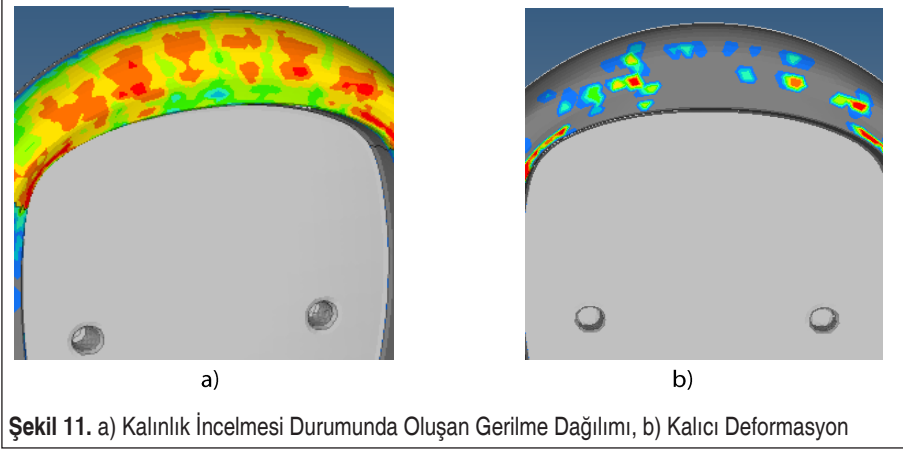 a)
b)
Şekil 11. a) Kalınlık İncelmesi Durumunda Oluşan Gerilme Dağılımı, b) Kalıcı Deformasyon